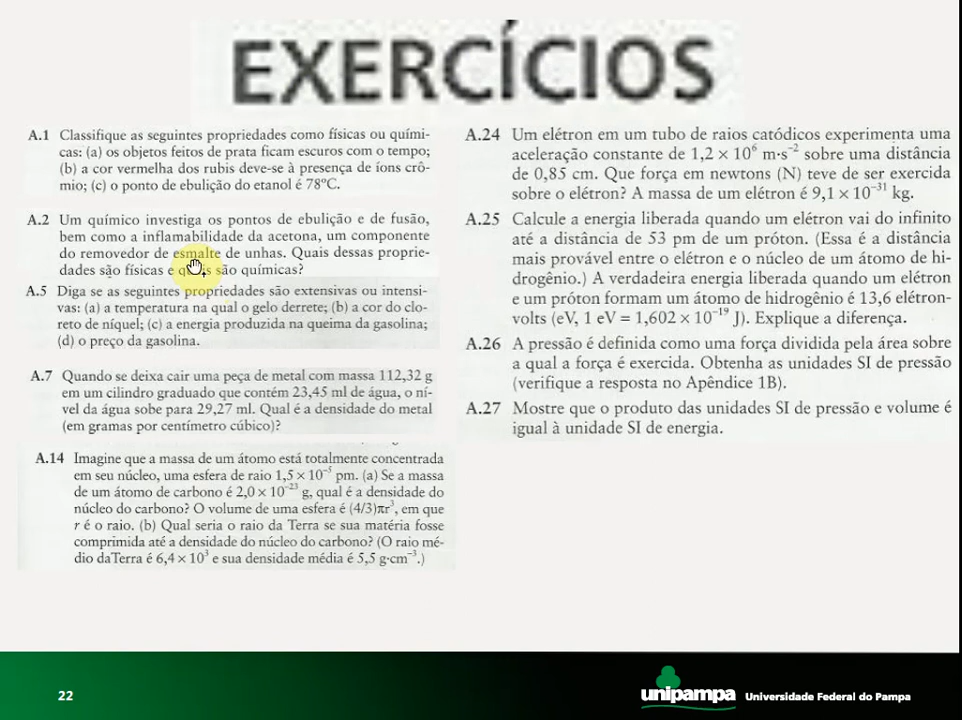 EXERCÍCIOS
A.1 Classifique as seguintes propriedades como físicas ou quími-
cas: (a) os objetos feitos de prata ficam escuros com o tempo;
(b) a cor vermelha dos rubis deve-se à presença de íons crô-
mio; (c) o ponto de ebulição do etanol é 78ºC.
A.2 Um químico investiga os pontos de ebulição e de fusão,
bem como a inflamabilidade da acetona, um componente
do removedor de esmalte de unhas. Quais dessas proprie-
dades são físicas e quais são químicas?
A.5 Diga se as seguintes propriedades são extensivas ou intensi-
vas: (a) a temperatura na qual o gelo derrete; (b) a cor do clo-
reto de níquel; (c) a energia produzida na queima da gasolina;
(d) o preço da gasolina.
A.7 Quando se deixa cair uma peça de metal com massa 112,32 g
em um cilindro graduado que contém 23,45 ml de água, o ní-
vel da água sobe para 29,27 ml. Qual é a densidade do metal
(em gramas por centímetro cúbico)?
A.14 Imagine que a massa de um átomo está totalmente concentrada
em seu núcleo, uma esfera de raio 1,5 × 10⁻⁵ pm. (a) Se a massa
de um átomo de carbono é 2,0 × 10⁻²³ g, qual é a densidade do
núcleo do carbono? O volume de uma esfera é (4/3)πr³, em que
r é o raio. (b) Qual seria o raio da Terra se sua matéria fosse
comprimida até a densidade do núcleo do carbono? (O raio mé-
dio daTerra é 6,4 × 10³ e sua densidade média é 5,5 g·cm⁻³.)
A.24 Um elétron em um tubo de raios catódicos experimenta uma
aceleração constante de 1,2 × 10⁶ m·s⁻² sobre uma distância
de 0,85 cm. Que força em newtons (N) teve de ser exercida
sobre o elétron? A massa de um elétron é 9,1 × 10⁻³¹ kg.
A.25 Calcule a energia liberada quando um elétron vai do infinito
até a distância de 53 pm de um próton. (Essa é a distância
mais provável entre o elétron e o núcleo de um átomo de hi-
drogênio.) A verdadeira energia liberada quando um elétron
e um próton formam um átomo de hidrogênio é 13,6 elétron-
volts (eV, 1 eV = 1,602 × 10⁻¹⁹ J). Explique a diferença.
A.26 A pressão é definida como uma força dividida pela área sobre
a qual a força é exercida. Obtenha as unidades SI de pressão
(verifique a resposta no Apêndice 1B).
A.27 Mostre que o produto das unidades SI de pressão e volume é
igual à unidade SI de energia.
22
unipampa Universidade Federal do Pampa